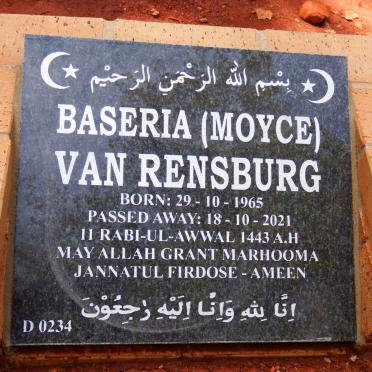 بِسْمِ اللهِ الرَّحْمٰنِ الرَّحِيْمِ
BASERIA (MOYCE)
VAN RENSBURG
BORN: 29 - 10 - 1965
PASSED AWAY: 18 - 10 - 2021
11 RABI-UL-AWWAL 1443 A.H
MAY ALLAH GRANT MARHOOMA
JANNATUL FIRDOSE - AMEEN
اِنَّا لِلّٰهِ وَاِنَّا اِلَيْهِ رٰجِعُوْنَ
D 0234